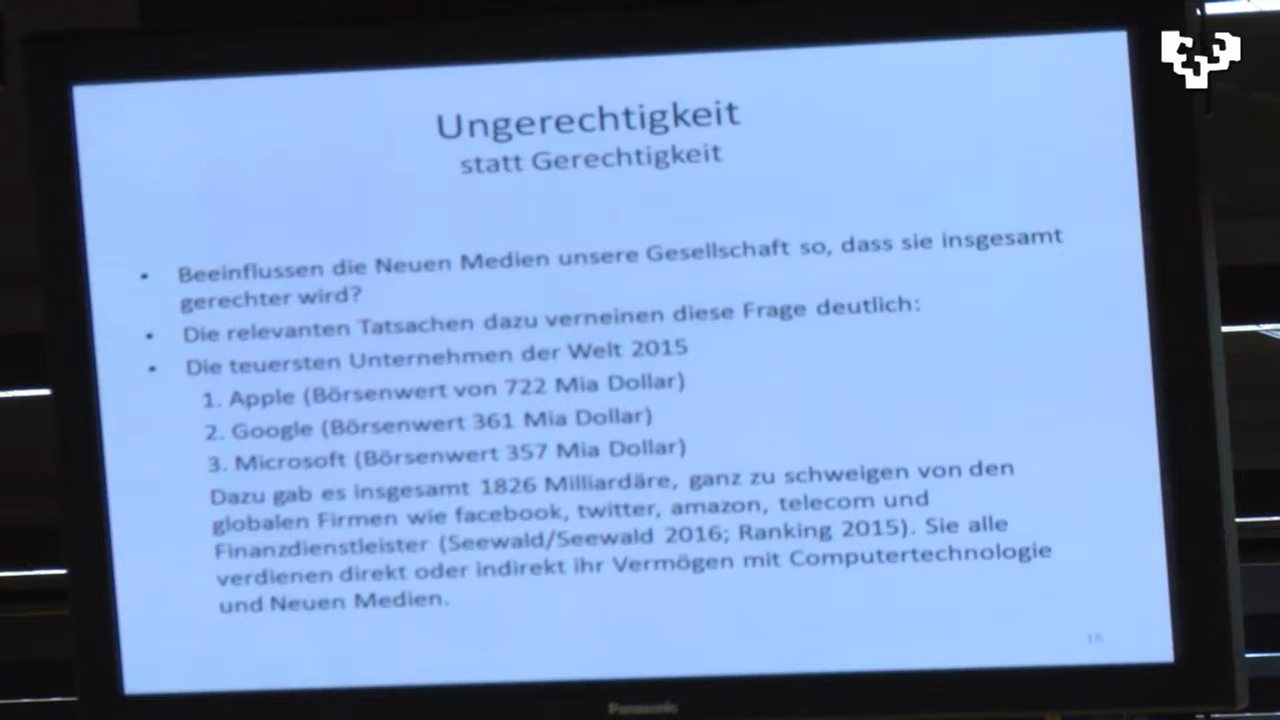 Ungerechtigkeit
statt Gerechtigkeit
• Beeinflussen die Neuen Medien unsere Gesellschaft so, dass sie insgesamt
gerechter wird?
• Die relevanten Tatsachen dazu verneinen diese Frage deutlich:
• Die teuersten Unternehmen der Welt 2015
1. Apple (Börsenwert von 722 Mia Dollar)
2. Google (Börsenwert 361 Mia Dollar)
3. Microsoft (Börsenwert 357 Mia Dollar)
Dazu gab es insgesamt 1826 Milliardäre, ganz zu schweigen von den
globalen Firmen wie facebook, twitter, amazon, telecom und
Finanzdienstleister (Seewald/Seewald 2016; Ranking 2015). Sie alle
verdienen direkt oder indirekt ihr Vermögen mit Computertechnologie
und Neuen Medien.
Panasonic